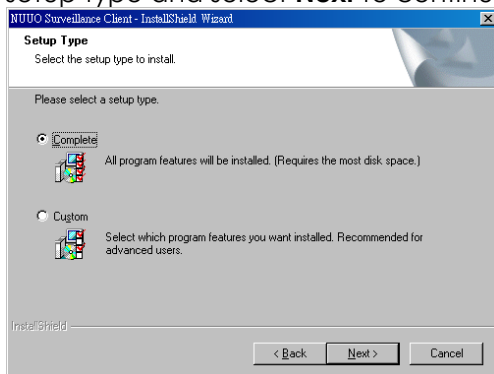 setup type and select Next to continue
NUUO Surveillance Client - InstallShield Wizard
Setup Type
Select the setup type to install.
Please select a setup type.
Complete
All program features will be installed. (Requires the most disk space.)
Custom
Select which program features you want installed. Recommended for
advanced users.
InstallShield
< Back Next > Cancel